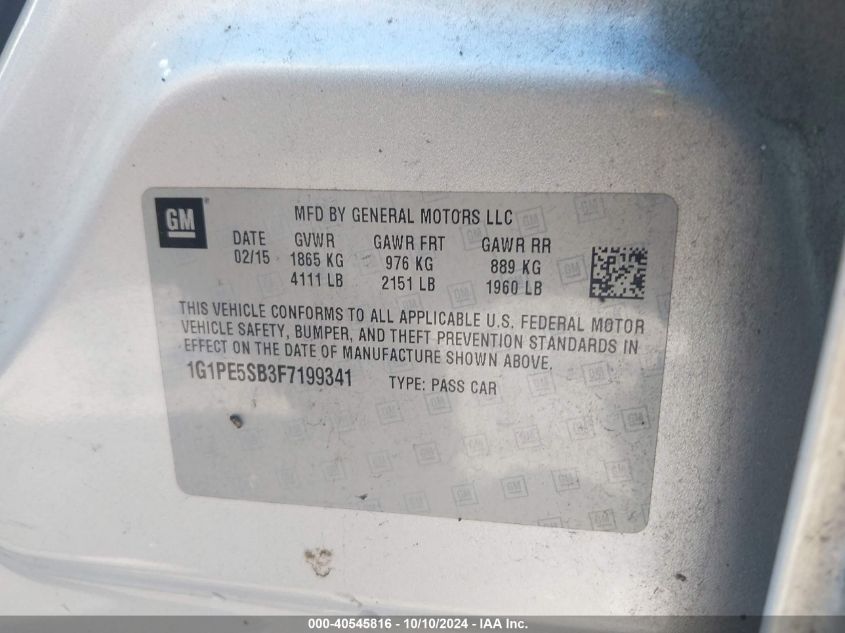 GM
MFD BY GENERAL MOTORS LLC
DATE GVWR GAWR FRT GAWR RR
02/15 1865 KG 976 KG 889 KG
4111 LB 2151 LB 1960 LB
THIS VEHICLE CONFORMS TO ALL APPLICABLE U.S. FEDERAL MOTOR
VEHICLE SAFETY, BUMPER, AND THEFT PREVENTION STANDARDS IN
EFFECT ON THE DATE OF MANUFACTURE SHOWN ABOVE.
1G1PE5SB3F7199341 TYPE: PASS CAR
000-40545816 - 10/10/2024 - IAA Inc.